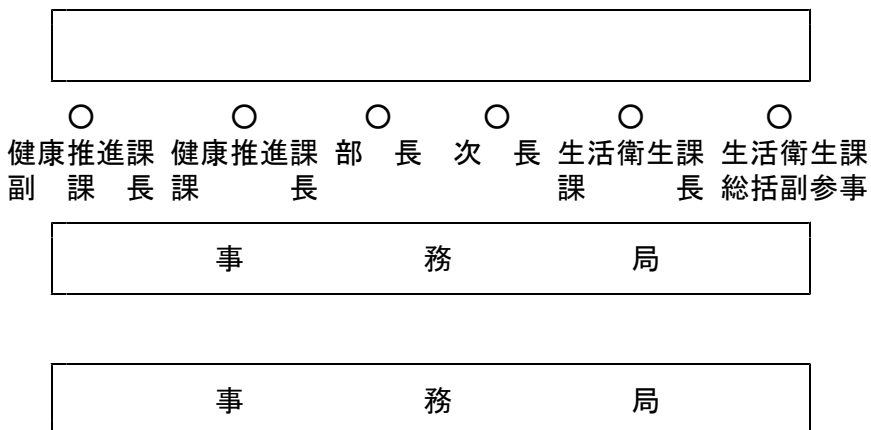 ○ ○ ○ ○ ○ ○
健康推進課 健康推進課 部 長 次 長 生活衛生課 生活衛生課
副 課 長 課 長 課 長 総括副参事
事 務 局
事 務 局